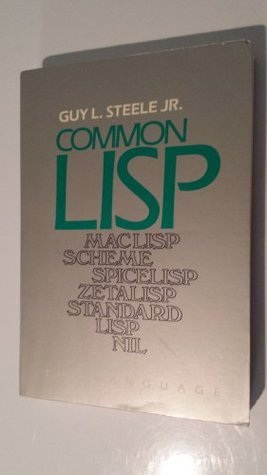 GUY L. STEELE JR.
COMMON
LISP
MACLISP
SCHEME
SPICELISP
ZETALISP
STANDARD
LISP
NIL